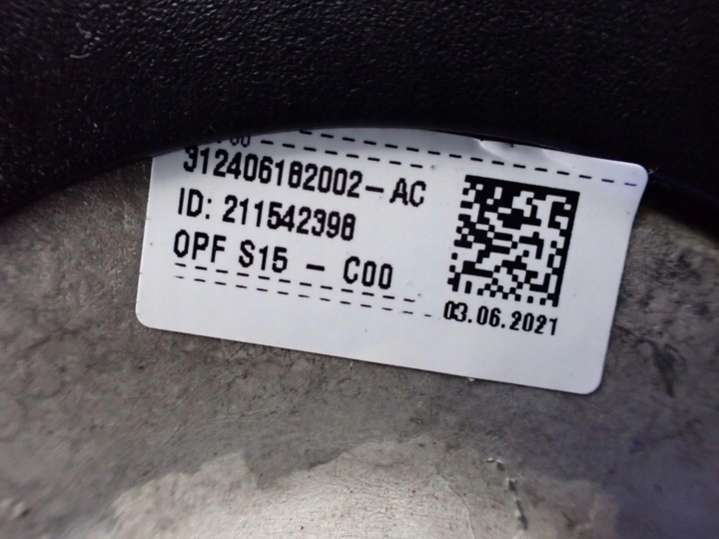 312406182002-AC
ID: 211542398
OPF S15 - C00
03.06.2021